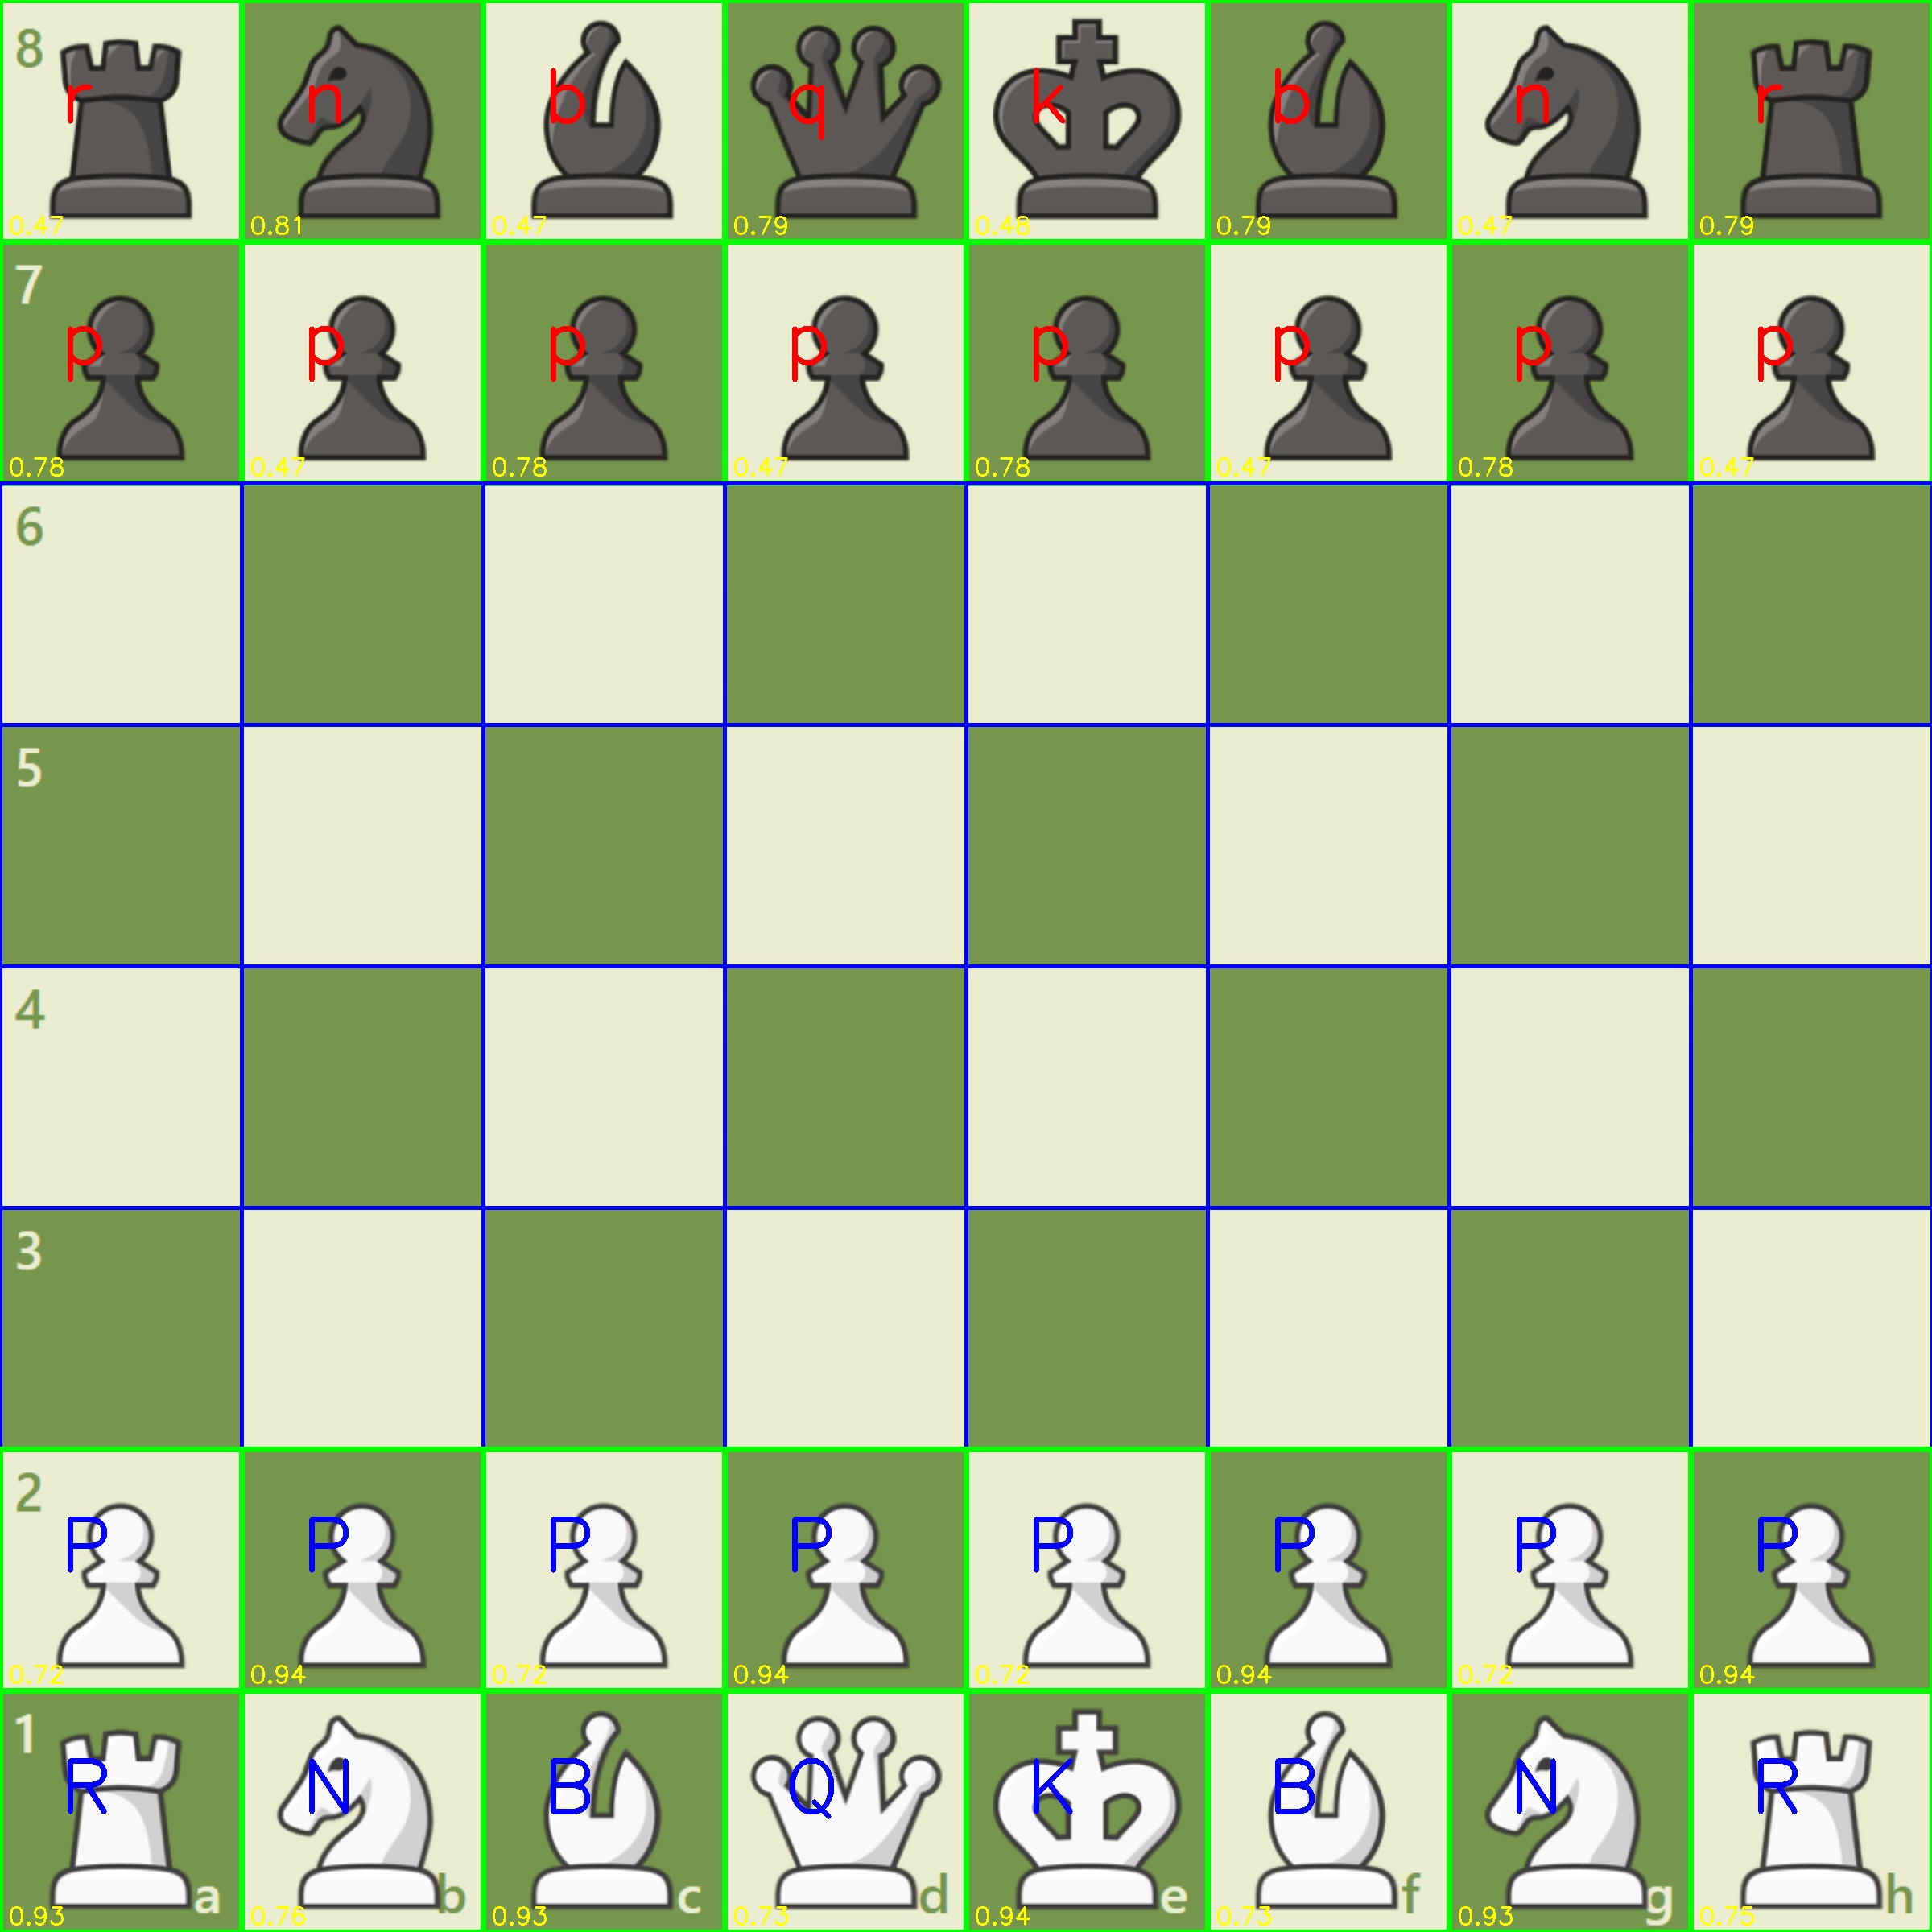 8 r n b q k b n r
0.47 0.81 0.47 0.79 0.48 0.79 0.47 0.79
7 p p p p p p p p
0.78 0.47 0.78 0.47 0.78 0.47 0.78 0.47
6
5
4
3
2 P P P P P P P P
0.72 0.94 0.72 0.94 0.72 0.94 0.72 0.94
1 R N B Q K B N R
a b c d e f g h
0.93 0.76 0.93 0.73 0.94 0.73 0.93 0.75